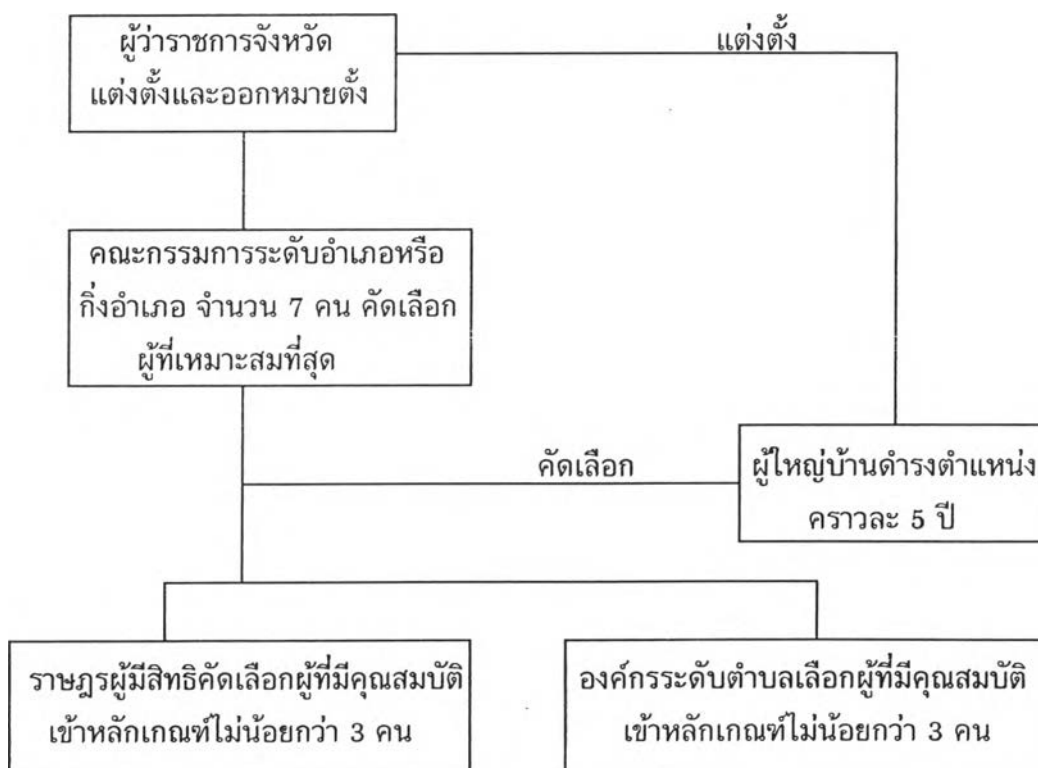 ผู้ว่าราชการจังหวัด
แต่งตั้งและออกหมายตั้ง
แต่งตั้ง
คณะกรรมการระดับอำเภอหรือ
กิ่งอำเภอ จำนวน 7 คน คัดเลือก
ผู้ที่เหมาะสมที่สุด
คัดเลือก
ผู้ใหญ่บ้านดำรงตำแหน่ง
คราวละ 5 ปี
ราษฎรผู้มีสิทธิคัดเลือกผู้ที่มีคุณสมบัติ
เข้าหลักเกณฑ์ไม่น้อยกว่า 3 คน
องค์กรระดับตำบลเลือกผู้ที่มีคุณสมบัติ
เข้าหลักเกณฑ์ไม่น้อยกว่า 3 คน